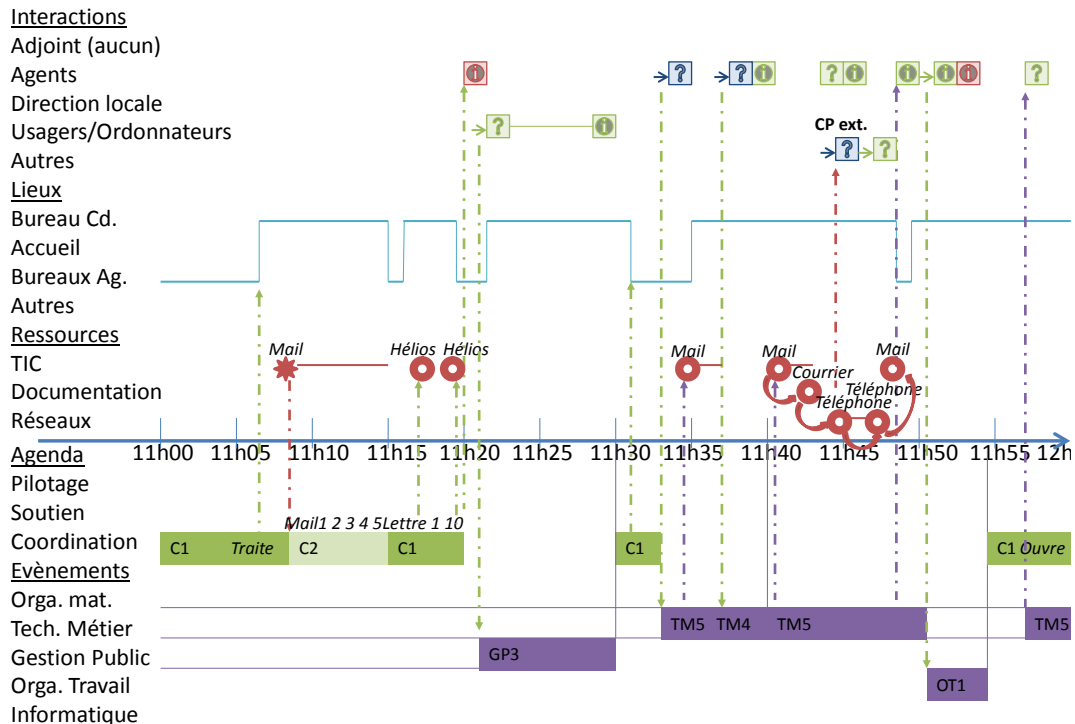 Interactions
Adjoint (aucun)
Agents
Direction locale
Usagers/Ordonnateurs
CP ext.
Autres
Lieux
Bureau Cd.
Accueil
Bureaux Ag.
Autres
Ressources
Mail Hélios Hélios Mail Mail Mail
TIC
Courrier
Documentation Téléphone
Téléphone
Réseaux
11h00 11h05 11h10 11h15 11h20 11h25 11h30 11h35 11h40 11h45 11h50 11h55 12h
Agenda
Pilotage
Soutien
Mail1 2 3 4 5Lettre 1 10
Coordination C1 Traite C2 C1 C1 C1 Ouvre
Evènements
Orga. mat.
Tech. Métier TM5 TM4 TM5 TM5
Gestion Public GP3
Orga. Travail OT1
Informatique